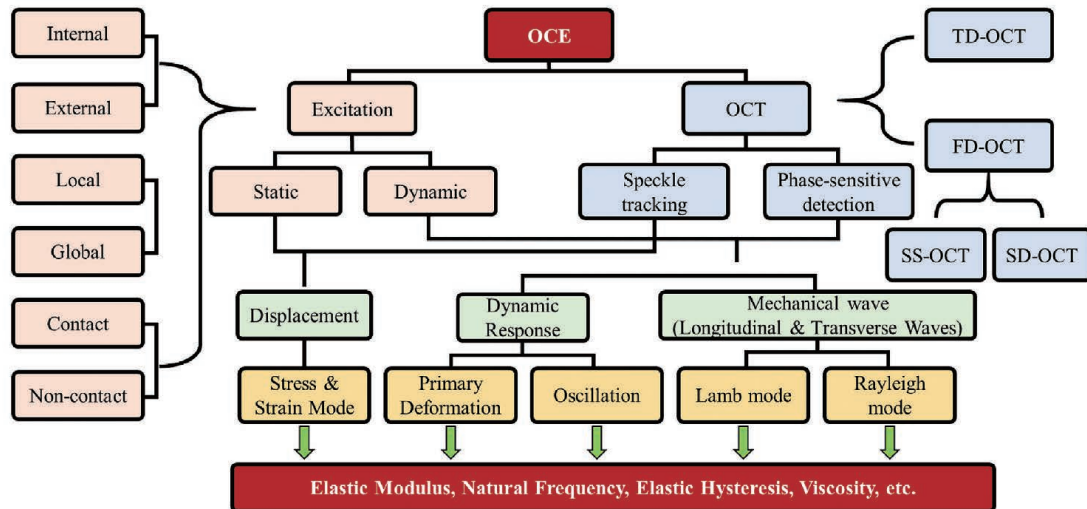 OCE
Internal
External
Local
Global
Contact
Non-contact
Excitation
OCT
TD-OCT
FD-OCT
SS-OCT
SD-OCT
Static
Dynamic
Speckle
tracking
Phase-sensitive
detection
Displacement
Dynamic
Response
Mechanical wave
(Longitudinal & Transverse Waves)
Stress &
Strain Mode
Primary
Deformation
Oscillation
Lamb mode
Rayleigh
mode
Elastic Modulus, Natural Frequency, Elastic Hysteresis, Viscosity, etc.